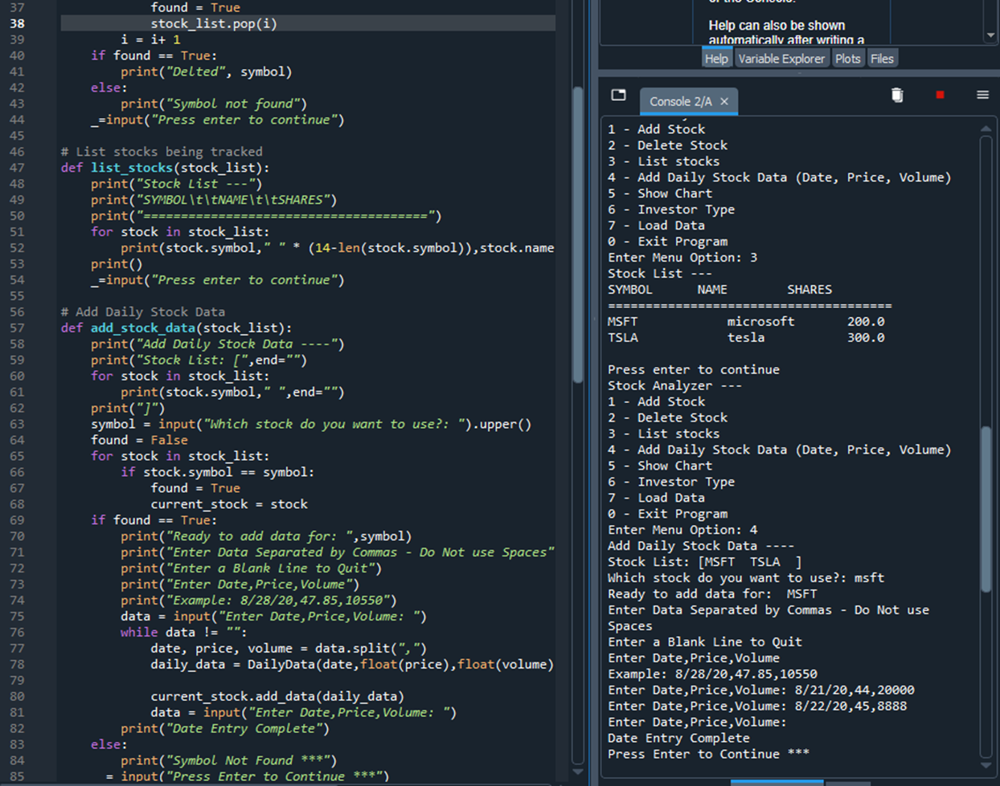 37 found = True
38 stock_list.pop(i)
39 i = i+ 1
40 if found == True:
41 print("Delted", symbol)
42 else:
43 print("Symbol not found")
44 _=input("Press enter to continue")
45
46 # List stocks being tracked
47 def list_stocks(stock_list):
48 print("Stock List ---")
49 print("SYMBOL\t\tNAME\t\tSHARES")
50 print("======================================")
51 for stock in stock_list:
52 print(stock.symbol," " * (14-len(stock.symbol)),stock.name
53 print()
54 _=input("Press enter to continue")
55
56 # Add Daily Stock Data
57 def add_stock_data(stock_list):
58 print("Add Daily Stock Data ----")
59 print("Stock List: [",end="")
60 for stock in stock_list:
61 print(stock.symbol," ",end="")
62 print("]")
63 symbol = input("Which stock do you want to use?: ").upper()
64 found = False
65 for stock in stock_list:
66 if stock.symbol == symbol:
67 found = True
68 current_stock = stock
69 if found == True:
70 print("Ready to add data for: ",symbol)
71 print("Enter Data Separated by Commas - Do Not use Spaces"
72 print("Enter a Blank Line to Quit")
73 print("Enter Date,Price,Volume")
74 print("Example: 8/28/20,47.85,10550")
75 data = input("Enter Date,Price,Volume: ")
76 while data != "":
77 date, price, volume = data.split(",")
78 daily_data = DailyData(date,float(price),float(volume)
79
80 current_stock.add_data(daily_data)
81 data = input("Enter Date,Price,Volume: ")
82 print("Date Entry Complete")
83 else:
84 print("Symbol Not Found ***")
85 _ = input("Press Enter to Continue ***")
Help can also be shown
automatically after writing a
Help Variable Explorer Plots Files
Console 2/A
1 - Add Stock
2 - Delete Stock
3 - List stocks
4 - Add Daily Stock Data (Date, Price, Volume)
5 - Show Chart
6 - Investor Type
7 - Load Data
0 - Exit Program
Enter Menu Option: 3
Stock List ---
SYMBOL NAME SHARES
======================================
MSFT microsoft 200.0
TSLA tesla 300.0
Press enter to continue
Stock Analyzer ---
1 - Add Stock
2 - Delete Stock
3 - List stocks
4 - Add Daily Stock Data (Date, Price, Volume)
5 - Show Chart
6 - Investor Type
7 - Load Data
0 - Exit Program
Enter Menu Option: 4
Add Daily Stock Data ----
Stock List: [MSFT  TSLA  ]
Which stock do you want to use?: msft
Ready to add data for:  MSFT
Enter Data Separated by Commas - Do Not use
Spaces
Enter a Blank Line to Quit
Enter Date,Price,Volume
Example: 8/28/20,47.85,10550
Enter Date,Price,Volume: 8/21/20,44,20000
Enter Date,Price,Volume: 8/22/20,45,8888
Enter Date,Price,Volume:
Date Entry Complete
Press Enter to Continue ***